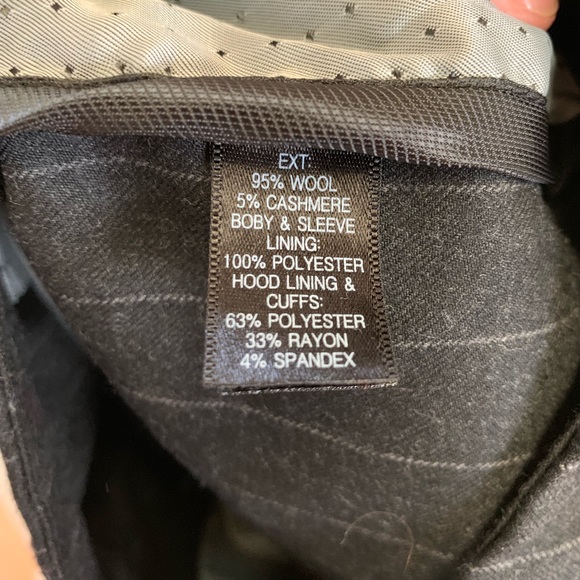 EXT:
95% WOOL
5% CASHMERE
BOBY & SLEEVE
LINING:
100% POLYESTER
HOOD LINING &
CUFFS:
63% POLYESTER
33% RAYON
4% SPANDEX